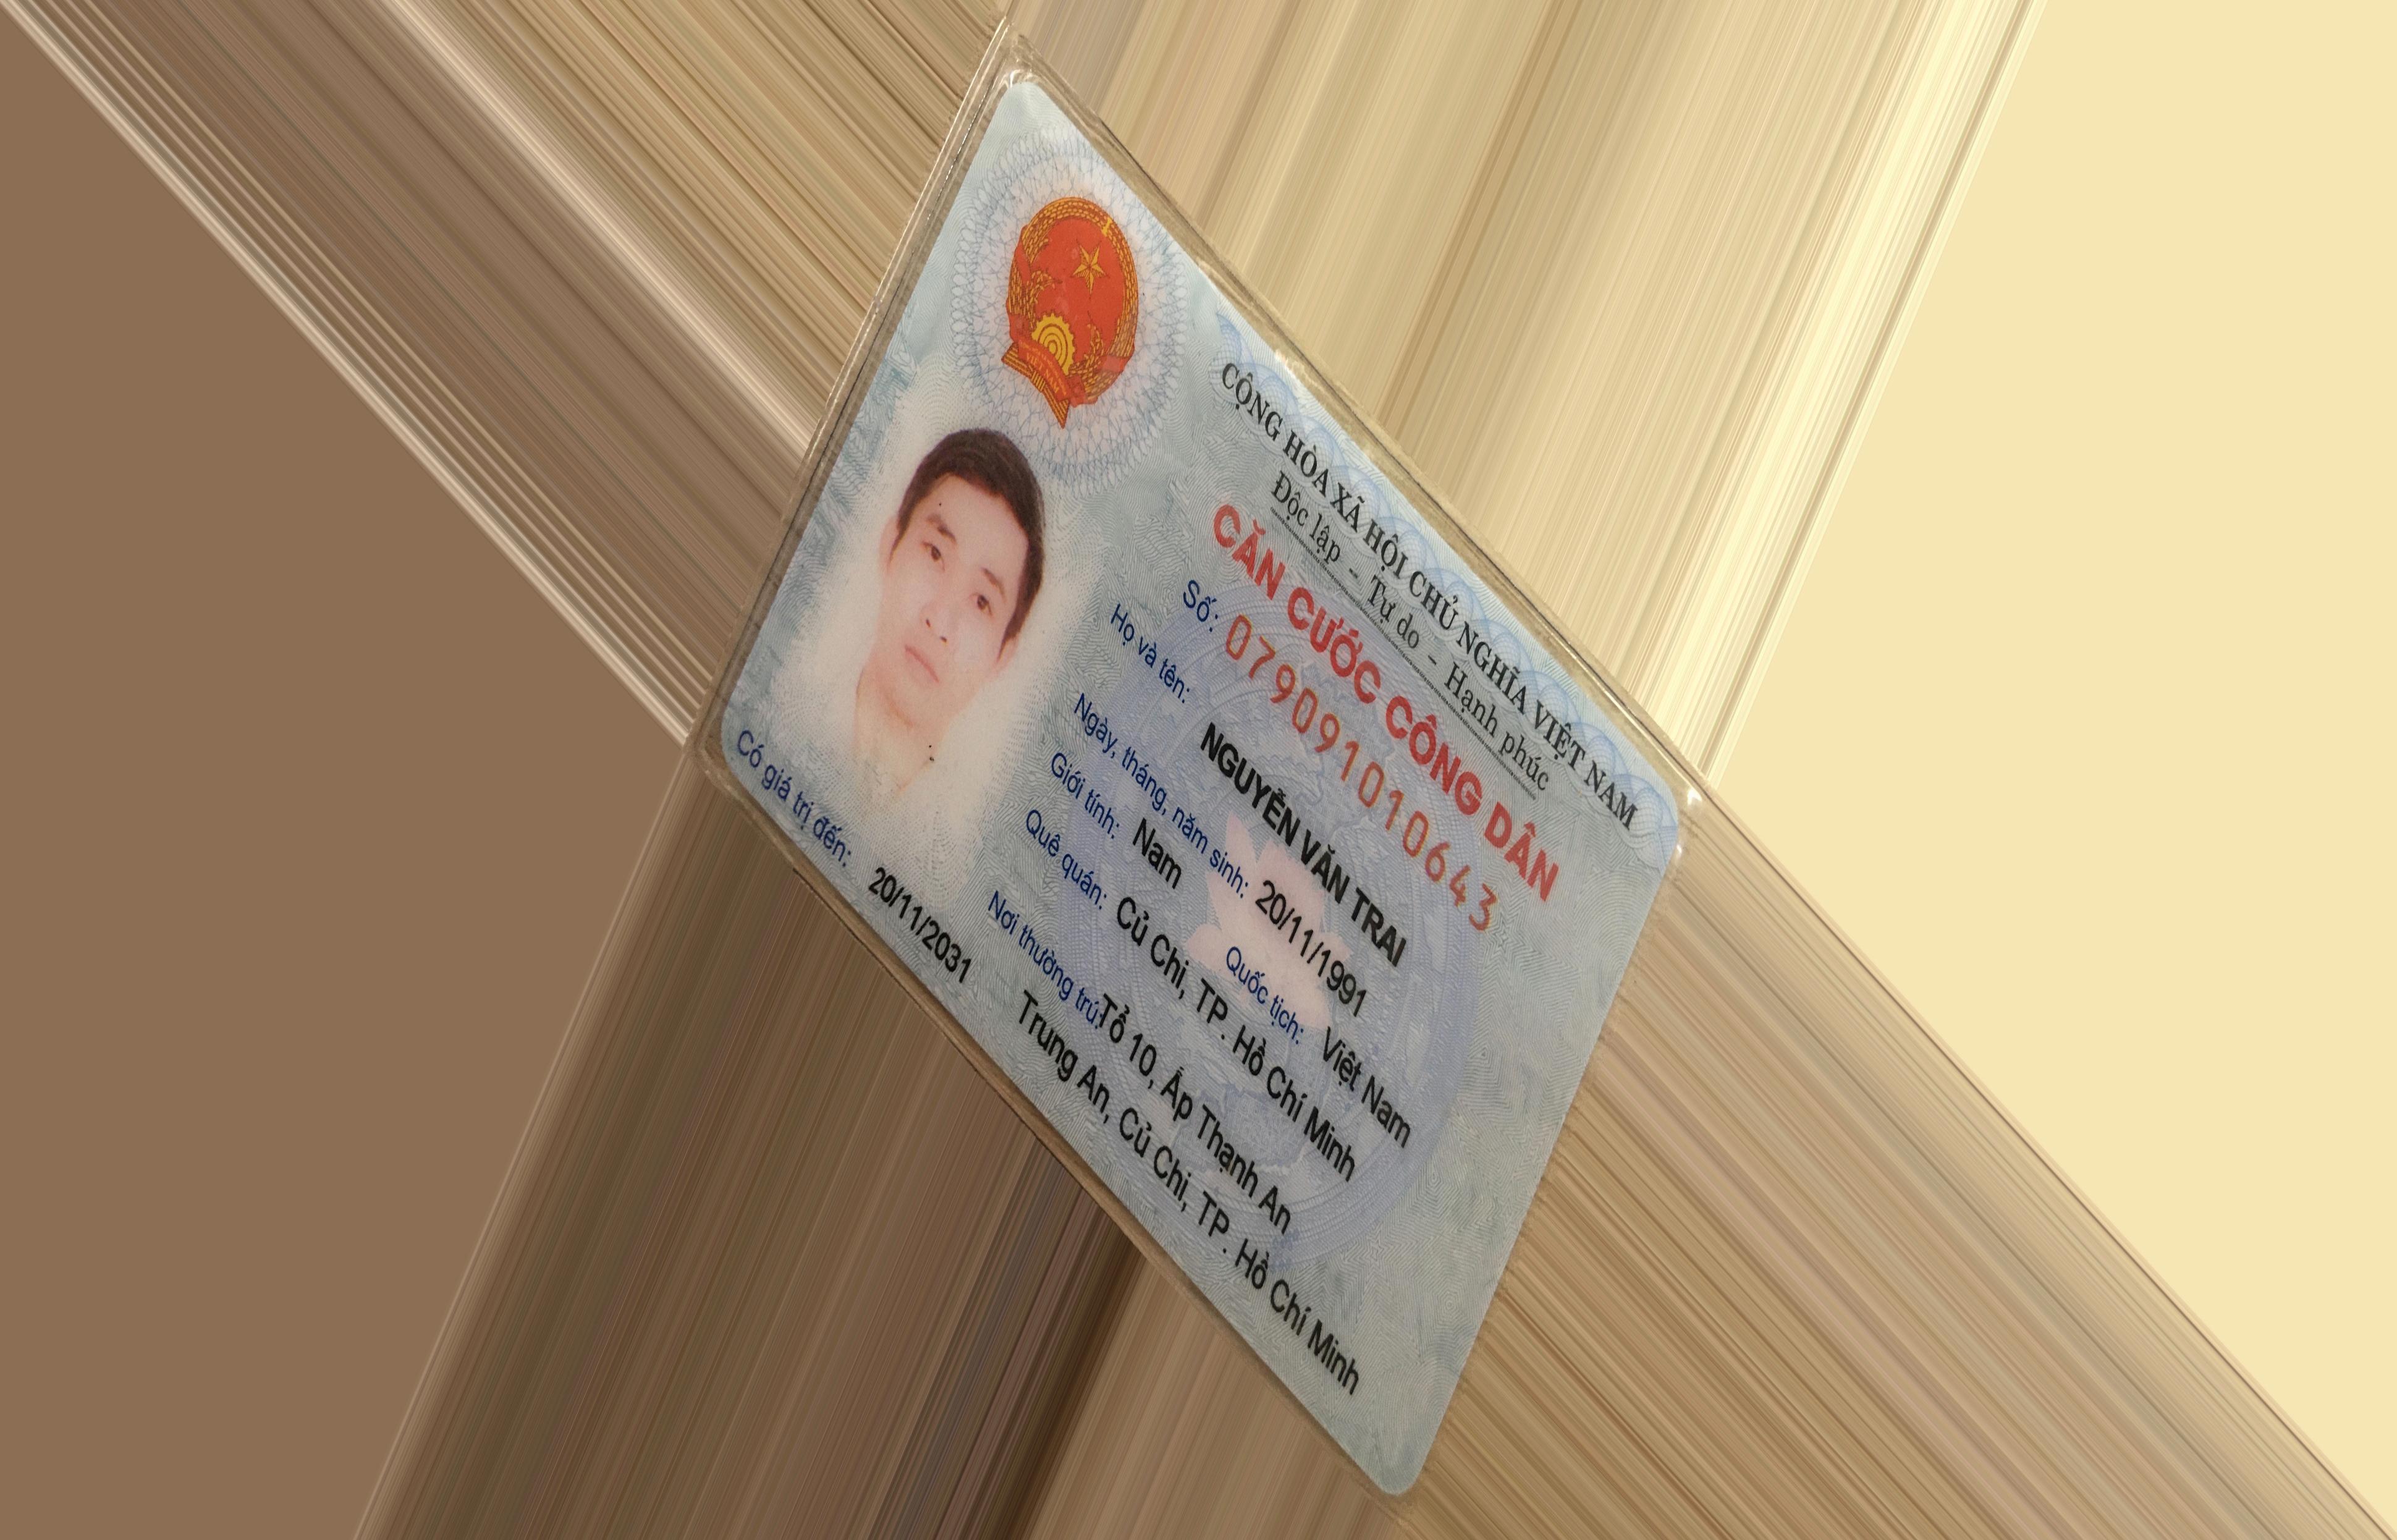 CỘNG HÒA XÃ HỘI CHỦ NGHĨA VIỆT NAM
Độc lập - Tự do - Hạnh phúc
CĂN CƯỚC CÔNG DÂN
Số: 079091010643
Họ và tên:
NGUYỄN VĂN TRAI
Ngày, tháng, năm sinh: 20/11/1991
Giới tính: Nam Quốc tịch: Việt Nam
Quê quán: Củ Chi, TP. Hồ Chí Minh
Nơi thường trú: Tổ 10, Ấp Thạnh An
Trung An, Củ Chi, TP. Hồ Chí Minh
Có giá trị đến: 20/11/2031